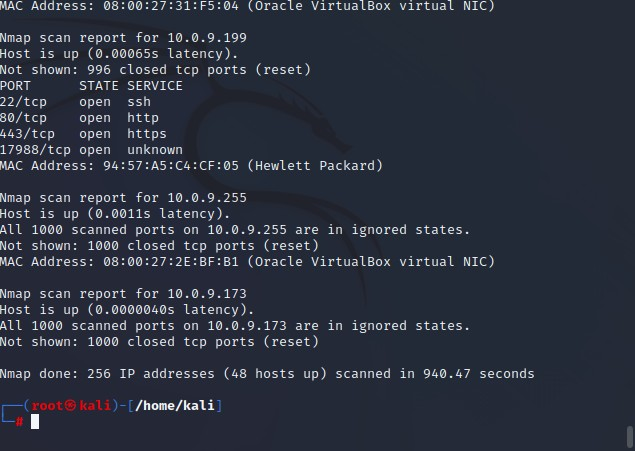 MAC Address: 08:00:27:31:F5:04 (Oracle VirtualBox virtual NIC)
Nmap scan report for 10.0.9.199
Host is up (0.00065s latency).
Not shown: 996 closed tcp ports (reset)
PORT      STATE SERVICE
22/tcp    open  ssh
80/tcp    open  http
443/tcp   open  https
17988/tcp open  unknown
MAC Address: 94:57:A5:C4:CF:05 (Hewlett Packard)
Nmap scan report for 10.0.9.255
Host is up (0.0011s latency).
All 1000 scanned ports on 10.0.9.255 are in ignored states.
Not shown: 1000 closed tcp ports (reset)
MAC Address: 08:00:27:2E:BF:B1 (Oracle VirtualBox virtual NIC)
Nmap scan report for 10.0.9.173
Host is up (0.0000040s latency).
All 1000 scanned ports on 10.0.9.173 are in ignored states.
Not shown: 1000 closed tcp ports (reset)
Nmap done: 256 IP addresses (48 hosts up) scanned in 940.47 seconds
┌──(root㉿kali)-[/home/kali]
└─#